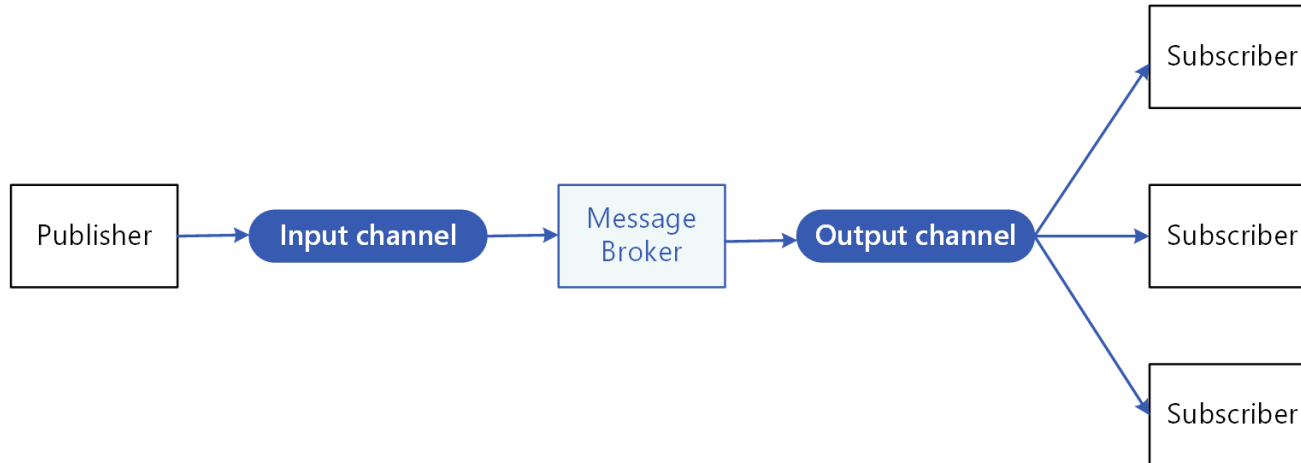 Publisher
Input channel
Message
Broker
Output channel
Subscriber
Subscriber
Subscriber